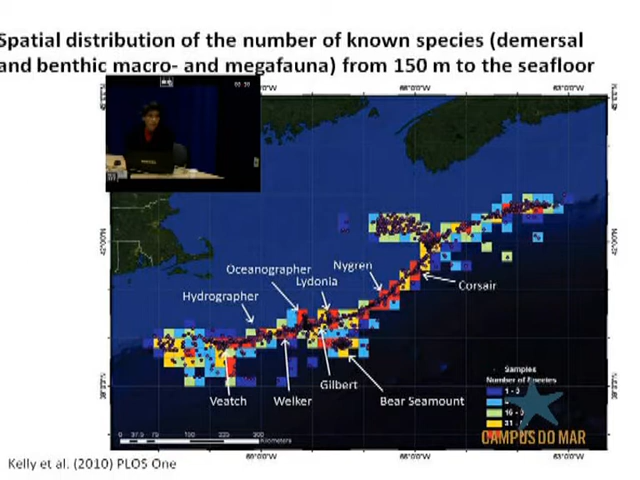 Spatial distribution of the number of known species (demersal
and benthic macro- and megafauna) from 150 m to the seafloor
Oceanographer
Lydonia
Nygren
Corsair
Hydrographer
Gilbert
Veatch
Welker
Bear Seamount
Samples
Number of Species
CAMPUS DO MAR
Kelly et al. (2010) PLOS One